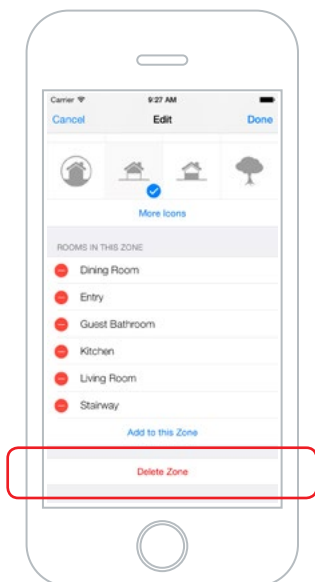 Carrier 9:27 AM
Cancel Edit Done
More Icons
ROOMS IN THIS ZONE
Dining Room
Entry
Guest Bathroom
Kitchen
Living Room
Stairway
Add to this Zone
Delete Zone